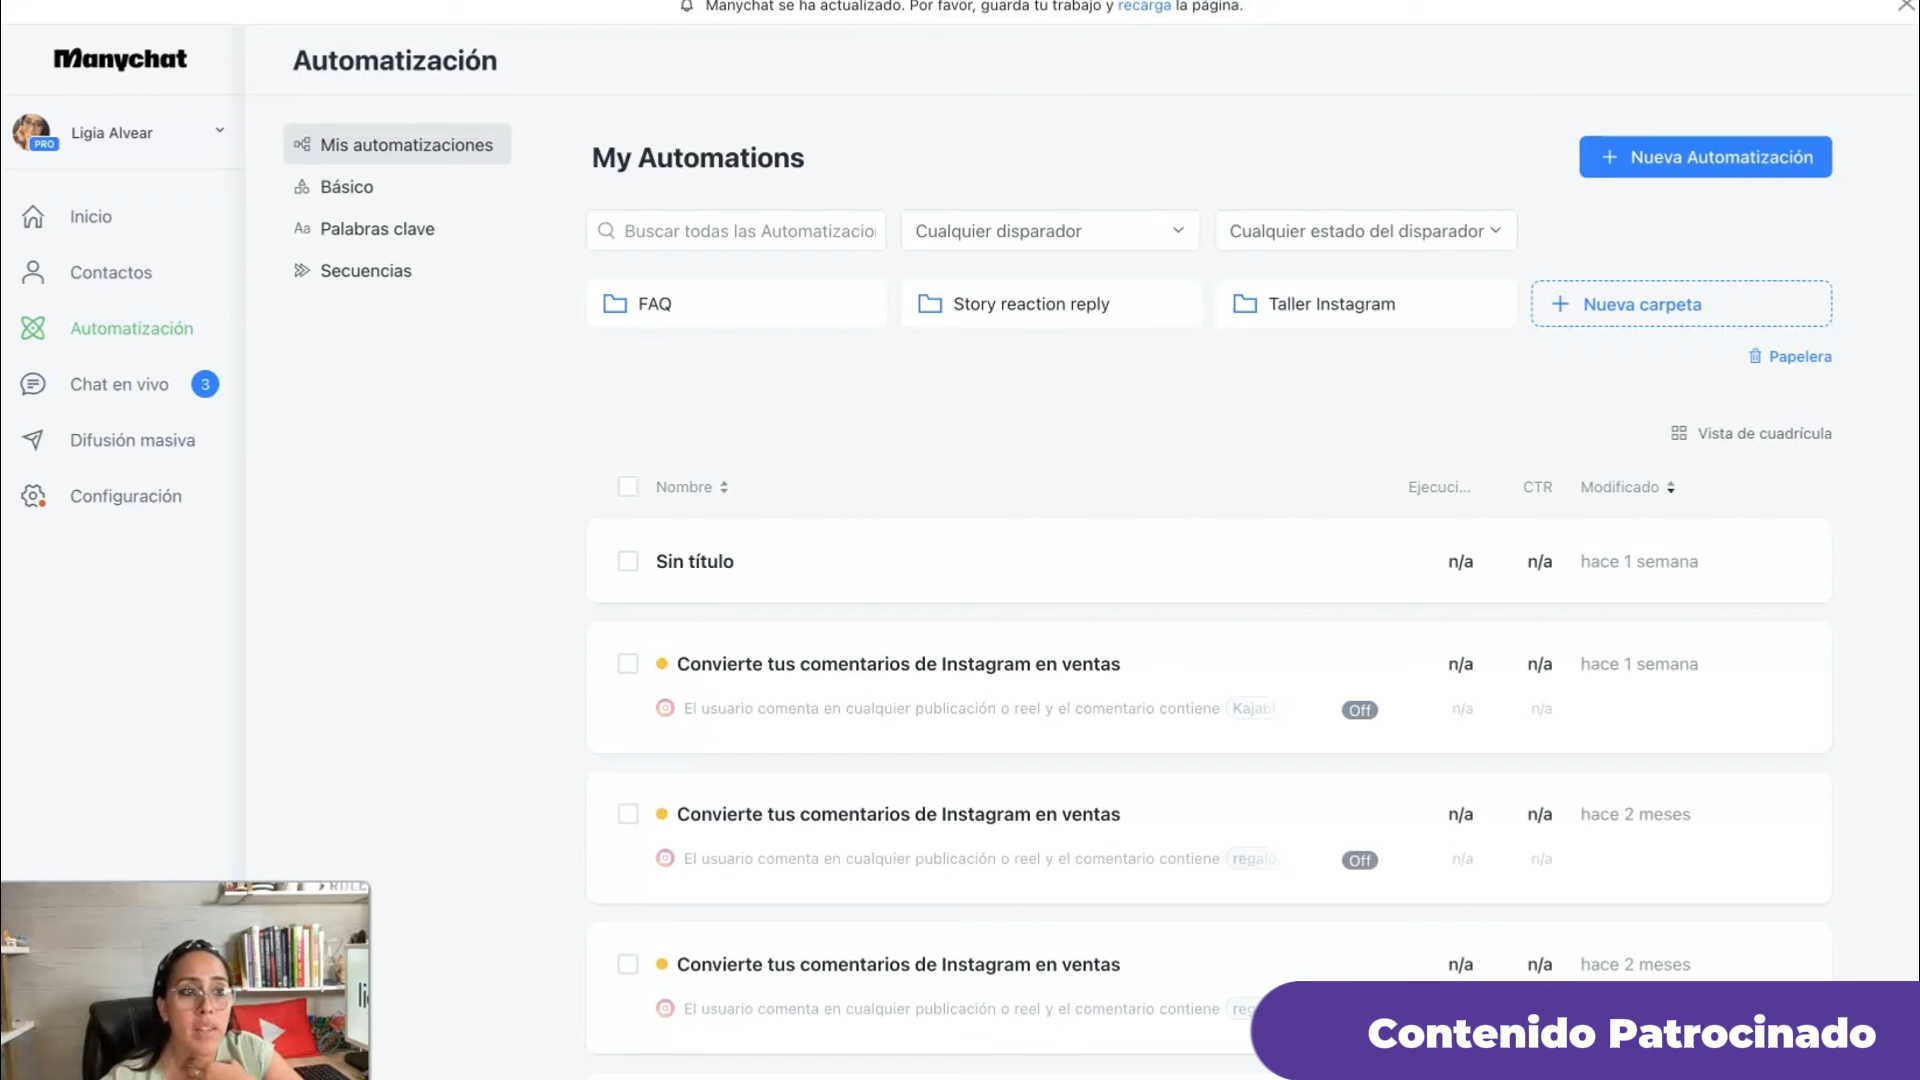 Manychat se ha actualizado. Por favor, guarda tu trabajo y recarga la página.
Manychat
Automatización
PRO
Ligia Alvear
Inicio
Contactos
Automatización
Chat en vivo 3
Difusión masiva
Configuración
Mis automatizaciones
Básico
Aa Palabras clave
Secuencias
My Automations
+ Nueva Automatización
Buscar todas las Automatizacion
Cualquier disparador
Cualquier estado del disparador
FAQ
Story reaction reply
Taller Instagram
+ Nueva carpeta
Papelera
Vista de cuadrícula
Nombre Ejecuci... CTR Modificado
Sin título n/a n/a hace 1 semana
Convierte tus comentarios de Instagram en ventas n/a n/a hace 1 semana
El usuario comenta en cualquier publicación o reel y el comentario contiene Kajabi Off n/a n/a
Convierte tus comentarios de Instagram en ventas n/a n/a hace 2 meses
El usuario comenta en cualquier publicación o reel y el comentario contiene regalo Off n/a n/a
Convierte tus comentarios de Instagram en ventas n/a n/a hace 2 meses
El usuario comenta en cualquier publicación o reel y el comentario contiene reg
Contenido Patrocinado